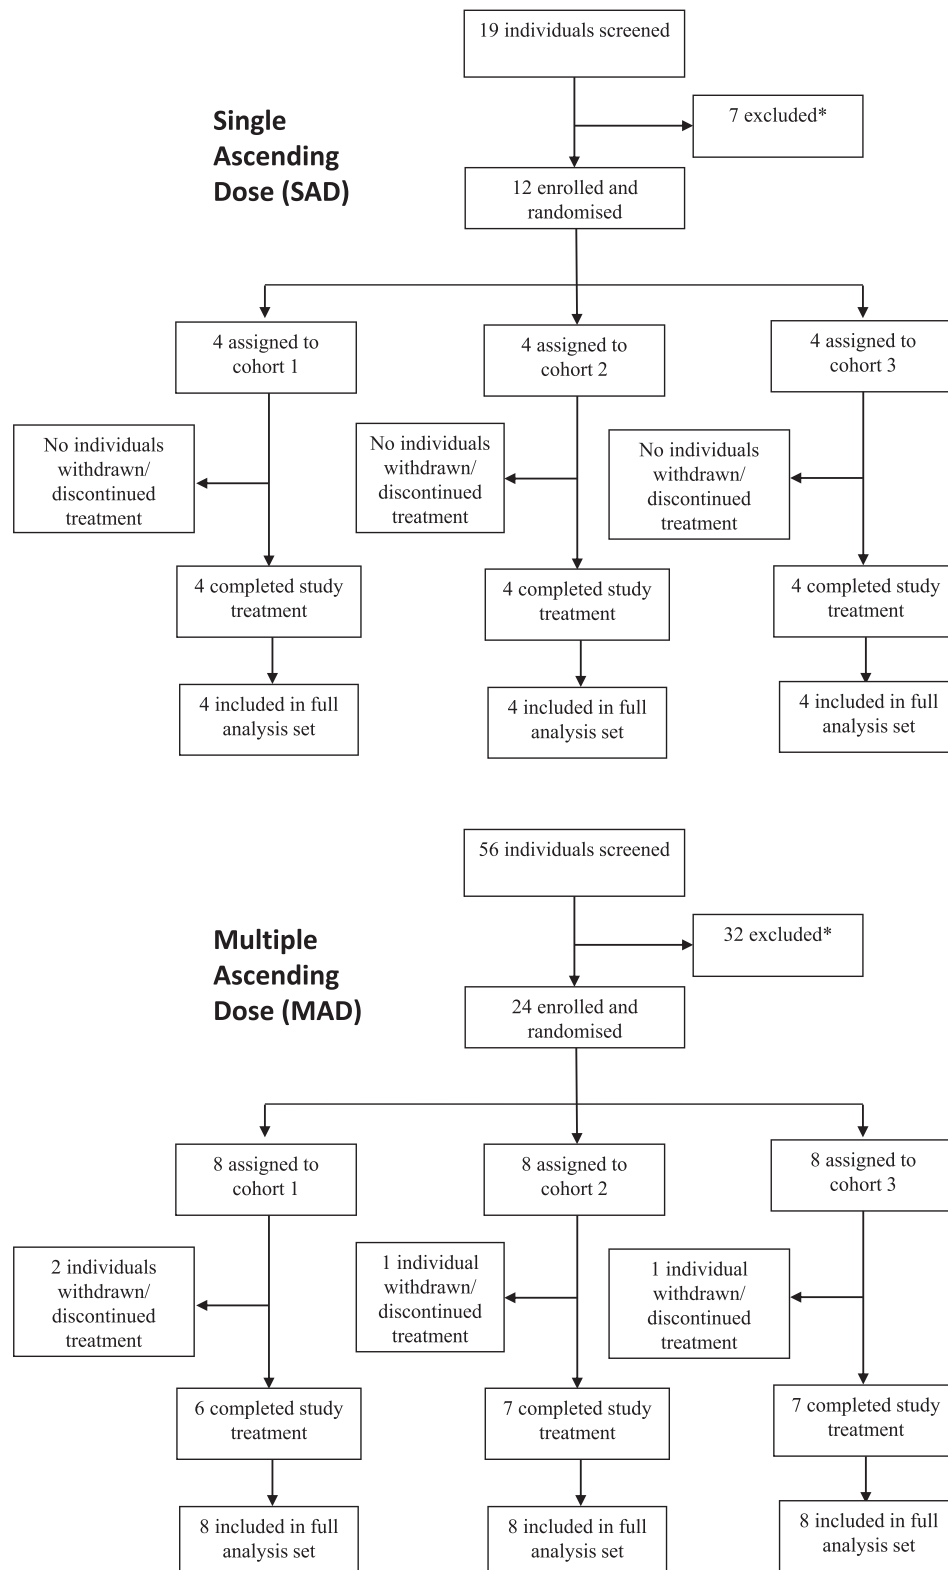 19 individuals screened
Single
Ascending
Dose (SAD)
7 excluded*
12 enrolled and
randomised
4 assigned to
cohort 1
4 assigned to
cohort 2
4 assigned to
cohort 3
No individuals
withdrawn/
discontinued
treatment
No individuals
withdrawn/
discontinued
treatment
No individuals
withdrawn/
discontinued
treatment
4 completed study
treatment
4 completed study
treatment
4 completed study
treatment
4 included in full
analysis set
4 included in full
analysis set
4 included in full
analysis set
56 individuals screened
Multiple
Ascending
Dose (MAD)
32 excluded*
24 enrolled and
randomised
8 assigned to
cohort 1
8 assigned to
cohort 2
8 assigned to
cohort 3
2 individuals
withdrawn/
discontinued
treatment
1 individual
withdrawn/
discontinued
treatment
1 individual
withdrawn/
discontinued
treatment
6 completed study
treatment
7 completed study
treatment
7 completed study
treatment
8 included in full
analysis set
8 included in full
analysis set
8 included in full
analysis set